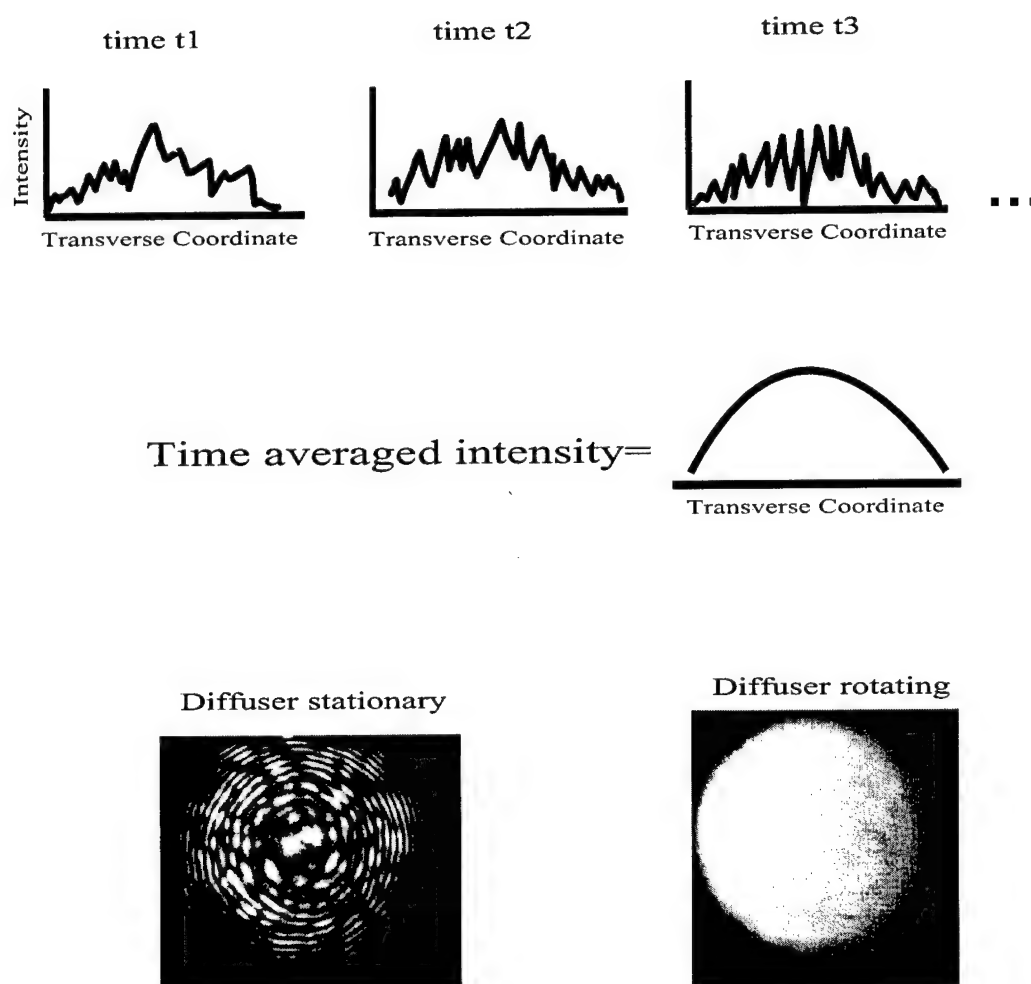 time t1
time t2
time t3
Intensity
Transverse Coordinate
Transverse Coordinate
Transverse Coordinate
...
Time averaged intensity=
Transverse Coordinate
Diffuser stationary
Diffuser rotating